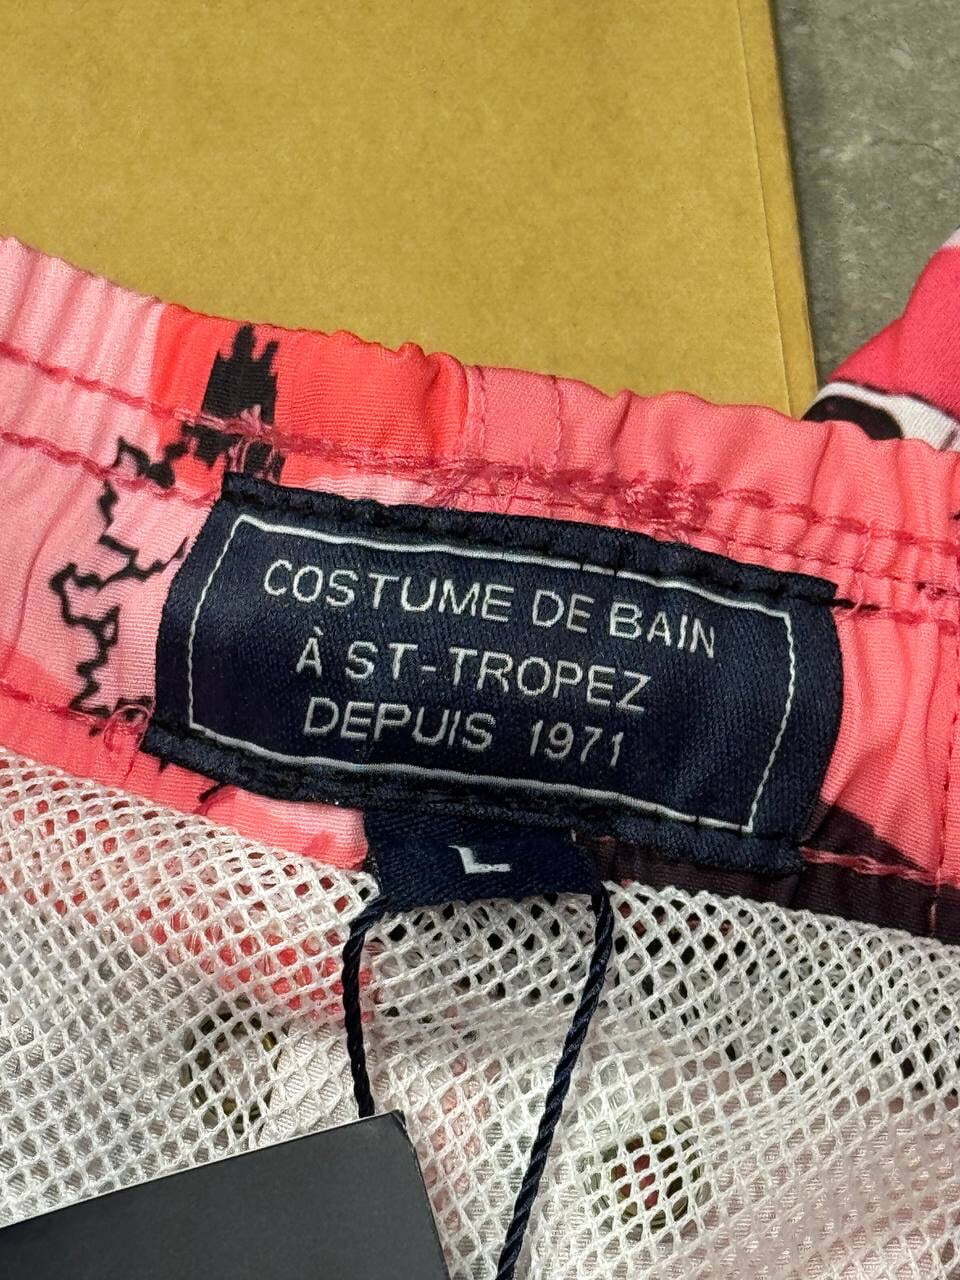 COSTUME DE BAIN
À ST-TROPEZ
DEPUIS 1971
L